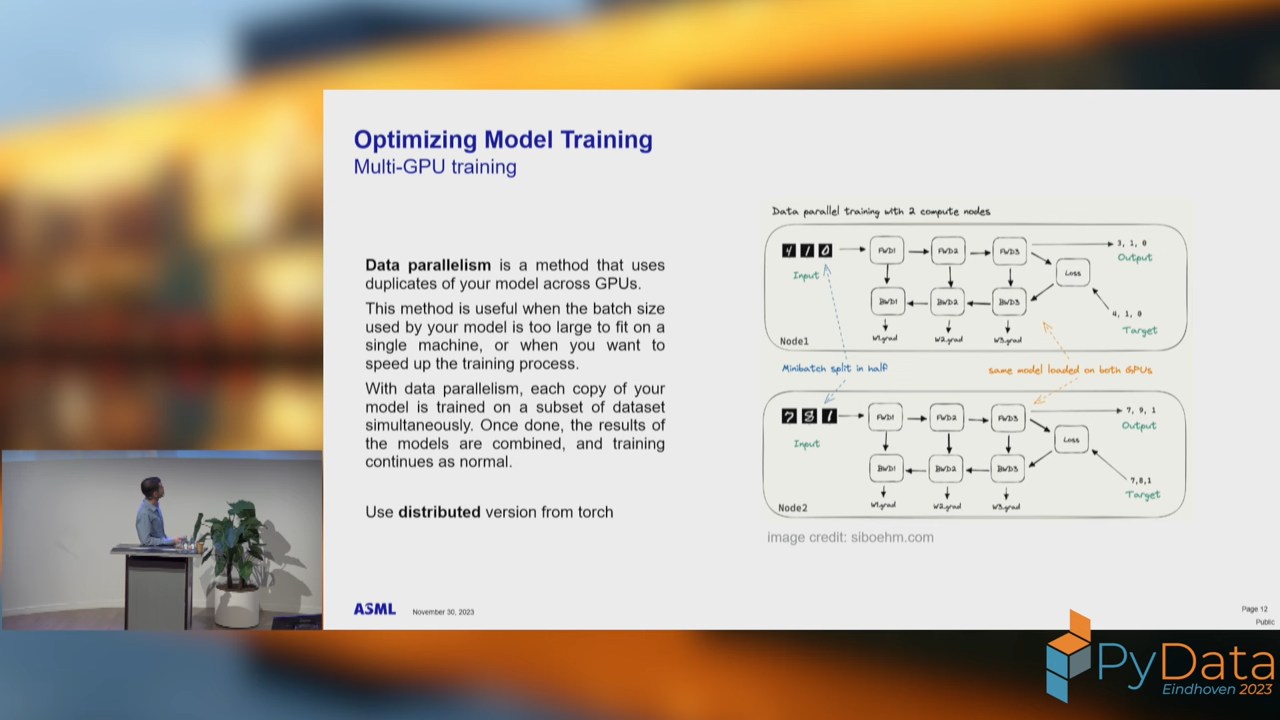 Optimizing Model Training
Multi-GPU training
Data parallelism is a method that uses
duplicates of your model across GPUs.
This method is useful when the batch size
used by your model is too large to fit on a
single machine, or when you want to
speed up the training process.
With data parallelism, each copy of your
model is trained on a subset of dataset
simultaneously. Once done, the results of
the models are combined, and training
continues as normal.
Use distributed version from torch
Data parallel training with 2 compute nodes
4 1 0
FWD1
FWD2
FWD3
3, 1, 0
Output
Input
Loss
BWD1
BWD2
BWD3
4, 1, 0
Target
W1.grad
W2.grad
W3.grad
Node1
Minibatch split in half
same model loaded on both GPUs
7 8 1
FWD1
FWD2
FWD3
7, 9, 1
Output
Input
Loss
BWD1
BWD2
BWD3
7,8,1
Target
W1.grad
W2.grad
W3.grad
Node2
image credit: siboehm.com
ASML
November 30, 2023
Page 12
Public
PyData
Eindhoven 2023